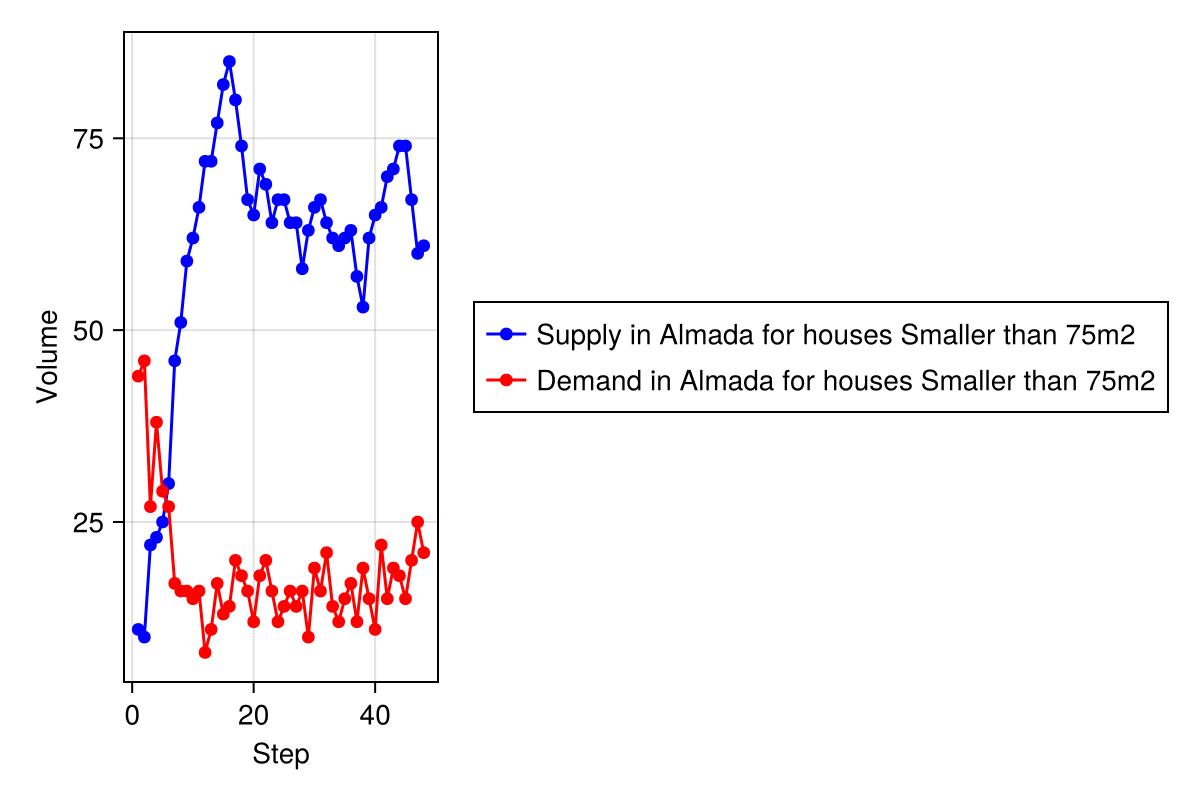 75
50
25
Volume
0 20 40
Step
Supply in Almada for houses Smaller than 75m2
Demand in Almada for houses Smaller than 75m2